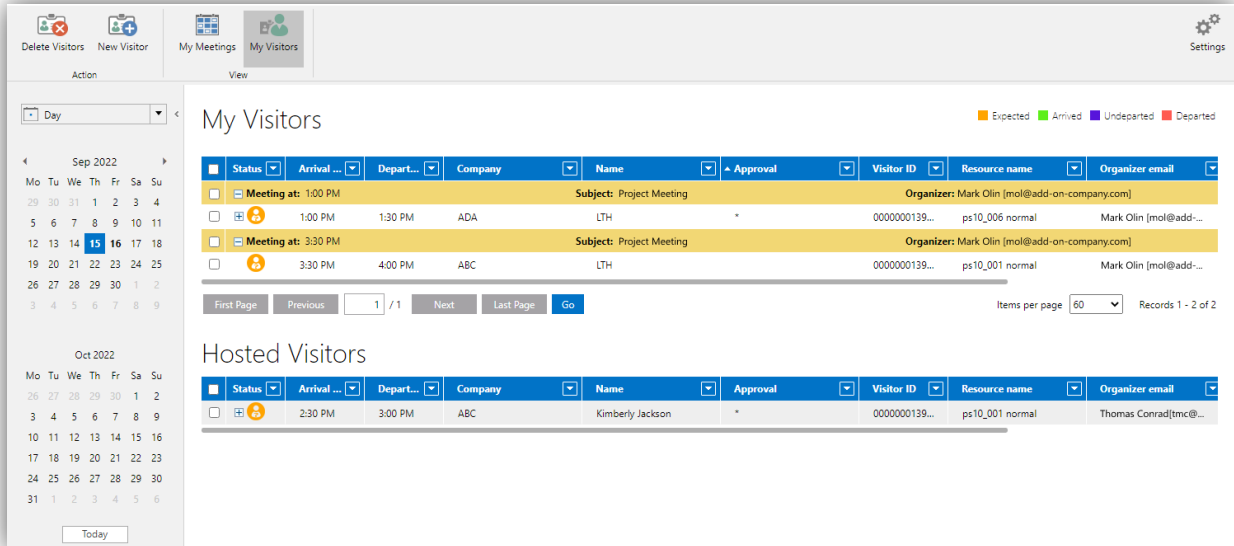 Delete Visitors New Visitor My Meetings My Visitors Settings
Action View
Day
My Visitors
Expected Arrived Undeparted Departed
Status Arrival ... Depart... Company Name Approval Visitor ID Resource name Organizer email
Meeting at: 1:00 PM Subject: Project Meeting Organizer: Mark Olin [mol@add-on-company.com]
1:00 PM 1:30 PM ADA LTH * 0000000139... ps10_006 normal Mark Olin [mol@add-...
Meeting at: 3:30 PM Subject: Project Meeting Organizer: Mark Olin [mol@add-on-company.com]
3:30 PM 4:00 PM ABC LTH 0000000139... ps10_001 normal Mark Olin [mol@add-...
First Page Previous 1 / 1 Next Last Page Go Items per page 60 Records 1 - 2 of 2
Hosted Visitors
Status Arrival ... Depart... Company Name Approval Visitor ID Resource name Organizer email
2:30 PM 3:00 PM ABC Kimberly Jackson * 0000000139... ps10_001 normal Thomas Conrad[tmc@...
Sep 2022
Mo Tu We Th Fr Sa Su
29 30 31 1 2 3 4
5 6 7 8 9 10 11
12 13 14 15 16 17 18
19 20 21 22 23 24 25
26 27 28 29 30 1 2
3 4 5 6 7 8 9
Oct 2022
Mo Tu We Th Fr Sa Su
26 27 28 29 30 1 2
3 4 5 6 7 8 9
10 11 12 13 14 15 16
17 18 19 20 21 22 23
24 25 26 27 28 29 30
31 1 2 3 4 5 6
Today